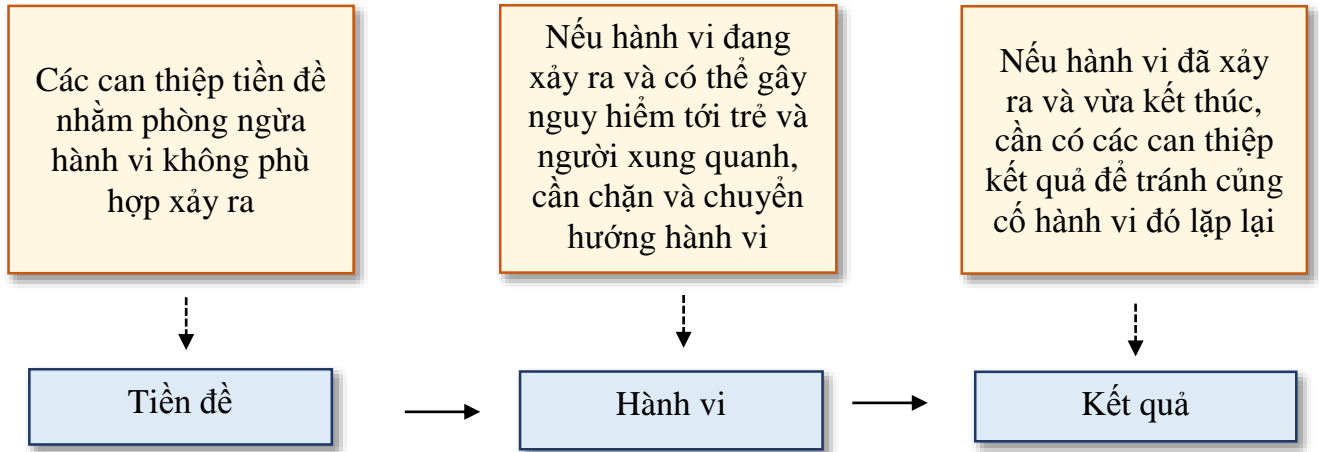 Các can thiệp tiền đề
nhằm phòng ngừa
hành vi không phù
hợp xảy ra
Nếu hành vi đang
xảy ra và có thể gây
nguy hiểm tới trẻ và
người xung quanh,
cần chặn và chuyển
hướng hành vi
Nếu hành vi đã xảy
ra và vừa kết thúc,
cần có các can thiệp
kết quả để tránh củng
cố hành vi đó lặp lại
Tiền đề
Hành vi
Kết quả